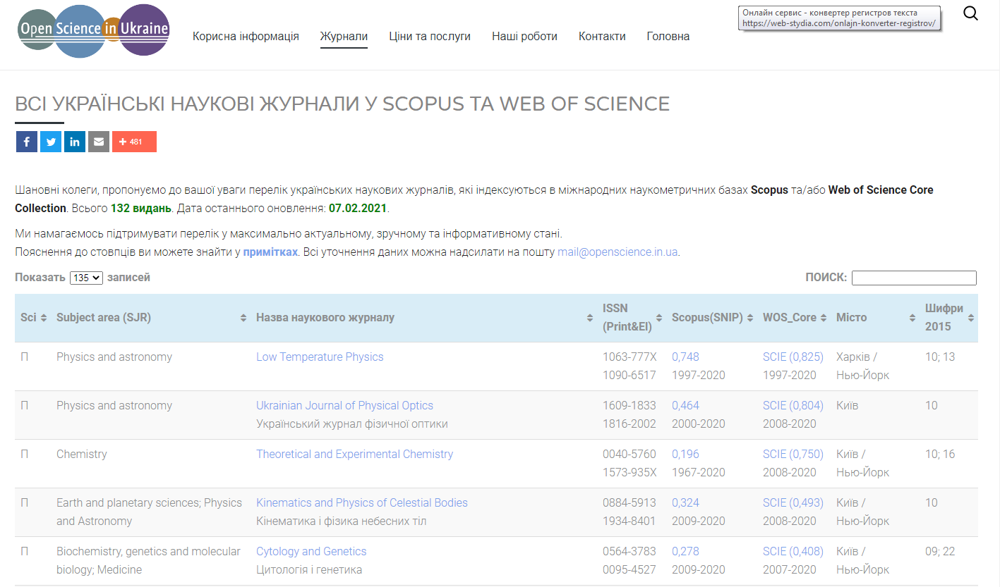 Open Science in Ukraine
Корисна інформація Журнали Ціни та послуги Наші роботи Контакти Головна
Онлайн сервис - конвертер регистров текста
https://web-stydia.com/onlajn-konverter-registrov/
ВСІ УКРАЇНСЬКІ НАУКОВІ ЖУРНАЛИ У SCOPUS ТА WEB OF SCIENCE
481
Шановні колеги, пропонуємо до вашої уваги перелік українських наукових журналів, які індексуються в міжнародних наукометричних базах Scopus та/або Web of Science Core
Collection. Всього 132 видань. Дата останнього оновлення: 07.02.2021.
Ми намагаємось підтримувати перелік у максимально актуальному, зручному та інформативному стані.
Пояснення до стовпців ви можете знайти у примітках. Всі уточнення даних можна надсилати на пошту mail@openscience.in.ua.
Показать 135 записей ПОИСК:
Sci Subject area (SJR) Назва наукового журналу ISSN (Print&El) Scopus(SNIP) WOS_Core Місто Шифри 2015
П Physics and astronomy Low Temperature Physics 1063-777X 0,748 SCIE (0,825) Харків / 10; 13
1090-6517 1997-2020 1997-2020 Нью-Йорк
П Physics and astronomy Ukrainian Journal of Physical Optics 1609-1833 0,464 SCIE (0,804) Київ 10
Український журнал фізичної оптики 1816-2002 2000-2020 2008-2020
П Chemistry Theoretical and Experimental Chemistry 0040-5760 0,196 SCIE (0,750) Київ / 10; 16
1573-935X 1967-2020 2008-2020 Нью-Йорк
П Earth and planetary sciences; Physics Kinematics and Physics of Celestial Bodies 0884-5913 0,324 SCIE (0,493) Київ / 10
and Astronomy Кінематика і фізика небесних тіл 1934-8401 2009-2020 2008-2020 Нью-Йорк
П Biochemistry, genetics and molecular Cytology and Genetics 0564-3783 0,278 SCIE (0,408) Київ / 09; 22
biology; Medicine Цитологія і генетика 0095-4527 2009-2020 2007-2020 Нью-Йорк